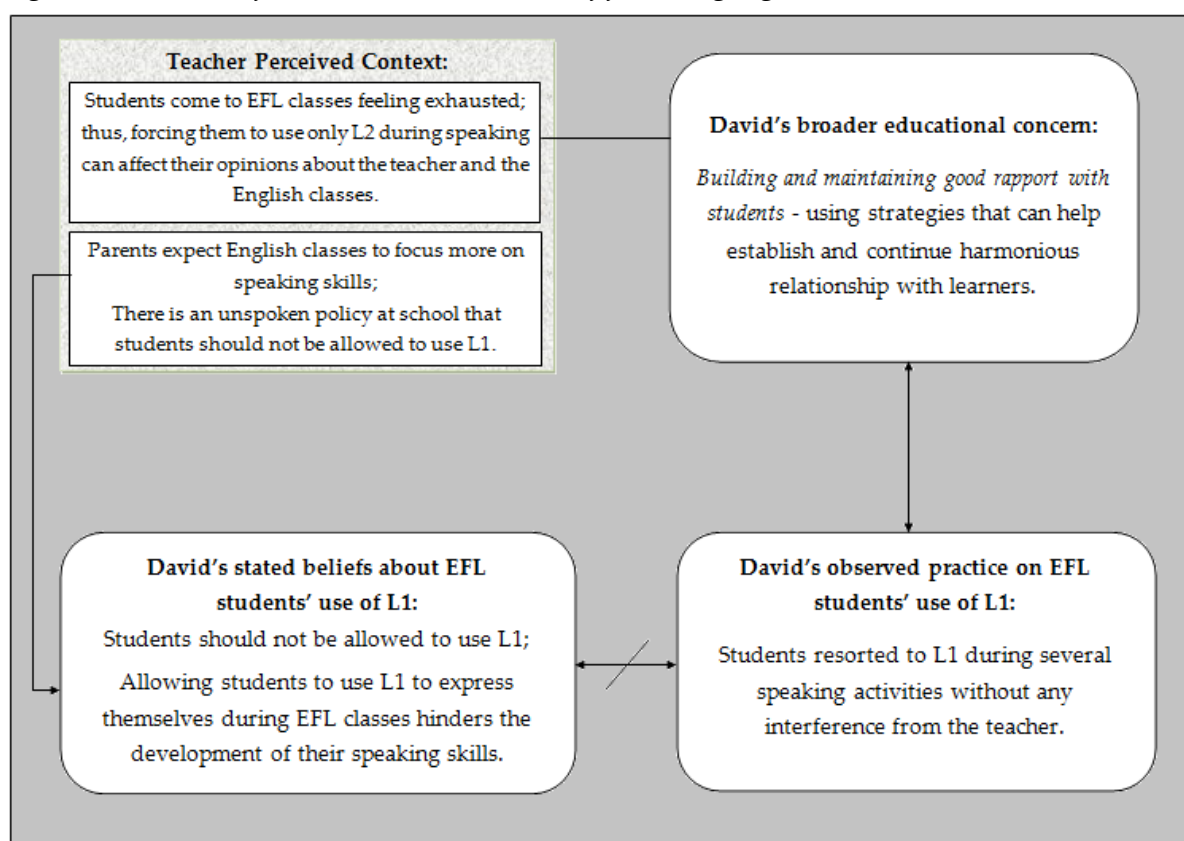 Teacher Perceived Context:
Students come to EFL classes feeling exhausted;
thus, forcing them to use only L2 during speaking
can affect their opinions about the teacher and the
English classes.
Parents expect English classes to focus more on
speaking skills;
There is an unspoken policy at school that
students should not be allowed to use L1.
David's broader educational concern:
Building and maintaining good rapport with
students - using strategies that can help
establish and continue harmonious
relationship with learners.
David's stated beliefs about EFL
students' use of L1:
Students should not be allowed to use L1;
Allowing students to use L1 to express
themselves during EFL classes hinders the
development of their speaking skills.
David's observed practice on EFL
students' use of L1:
Students resorted to L1 during several
speaking activities without any
interference from the teacher.